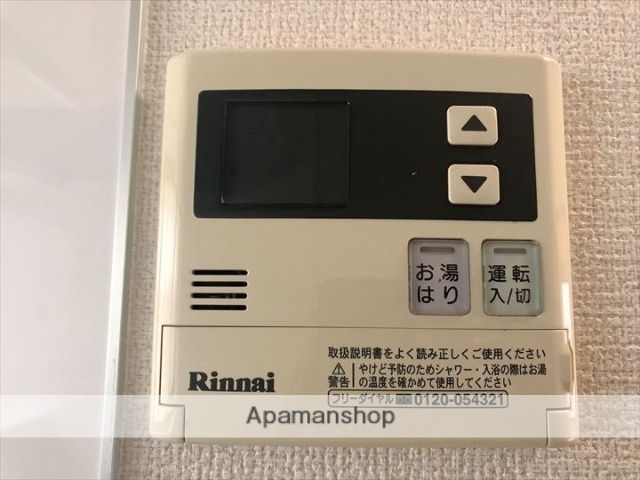 ▲
▼
お湯はり
運転入/切
取扱説明書をよく読み正しくご使用ください
⚠警告
やけど予防のためシャワー・入浴の際はお湯
の温度を確かめて使用してください
フリーダイヤル 0120-054321
Rinnai
Apamanshop